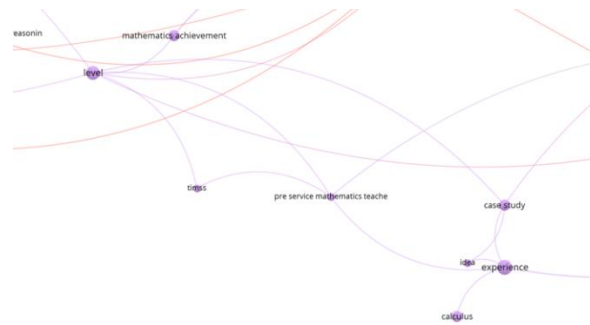 easonin
mathematics achievement
level
timss
pre service mathematics teache
case study
idea
experience
calculus